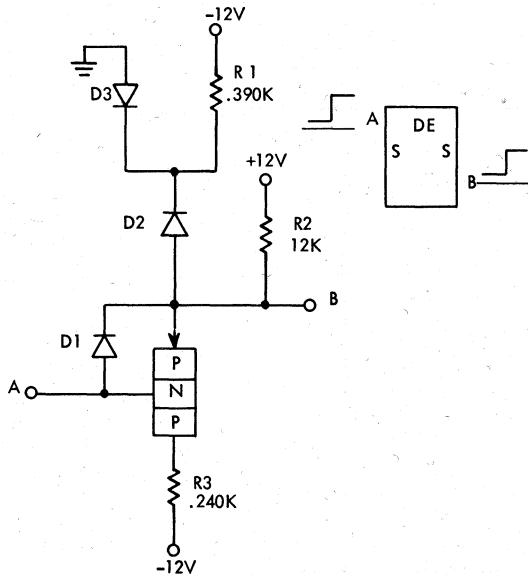 -12V
R 1
.390K
D3
A
DE
S S
B
+12V
D2
R2
12K
B
D1
P
A
N
P
R3
.240K
-12V